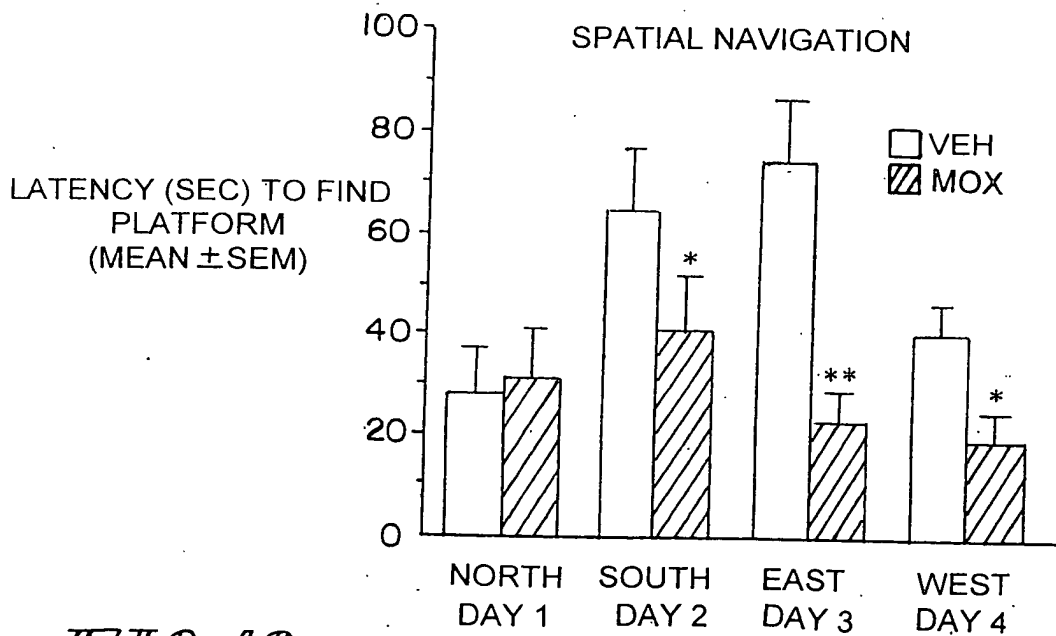 SPATIAL NAVIGATION
100
80
60
40
20
0
LATENCY (SEC) TO FIND
PLATFORM
(MEAN ±SEM)
VEH
MOX
*
**
*
NORTH SOUTH EAST WEST
DAY 1 DAY 2 DAY 3 DAY 4